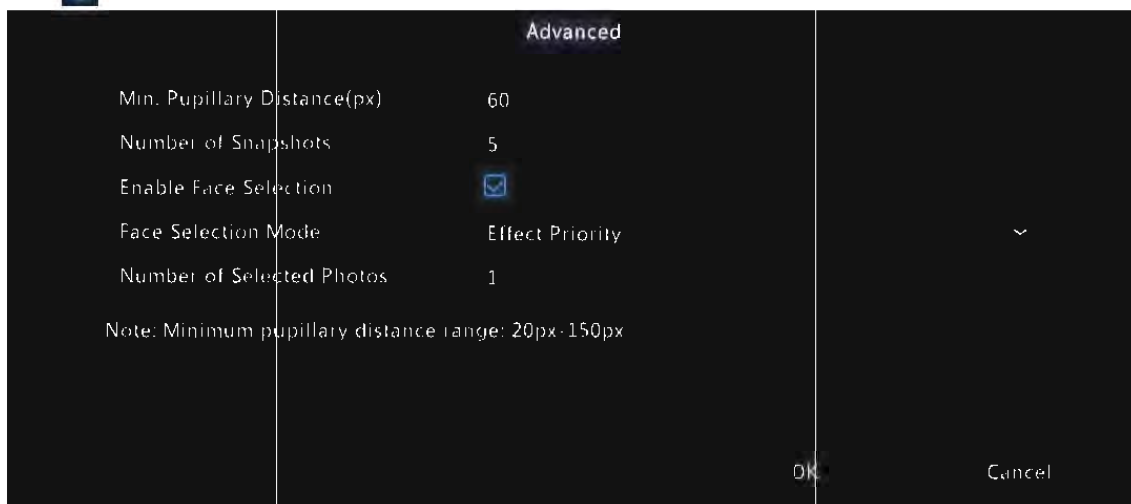 Advanced
Min. Pupillary Distance(px) 60
Number of Snapshots 5
Enable Face Selection
Face Selection Mode Effect Priority
Number of Selected Photos 1
Note: Minimum pupillary distance range: 20px-150px
OK Cancel